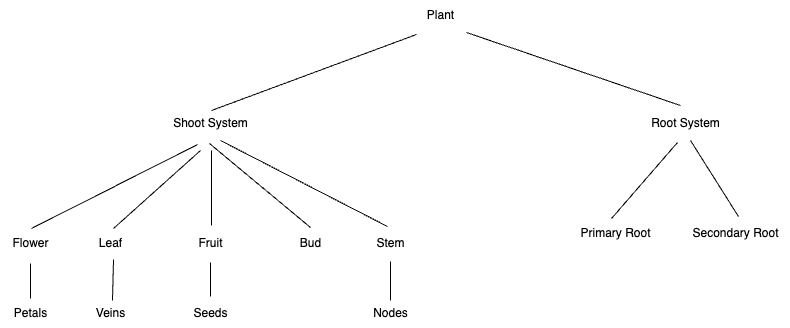 Plant
Shoot System
Root System
Primary Root
Secondary Root
Flower
Leaf
Fruit
Bud
Stem
Petals
Veins
Seeds
Nodes